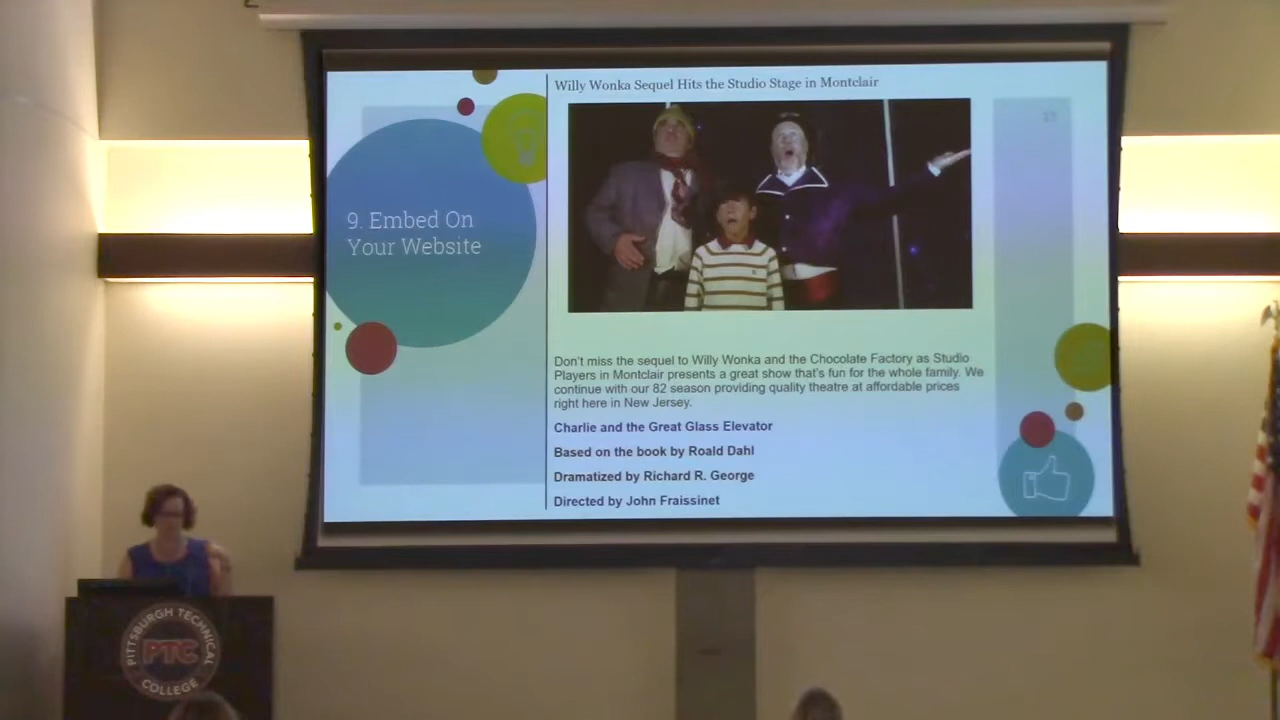 Willy Wonka Sequel Hits the Studio Stage in Montclair
9. Embed On
Your Website
Don't miss the sequel to Willy Wonka and the Chocolate Factory as Studio
Players in Montclair presents a great show that's fun for the whole family. We
continue with our 82 season providing quality theatre at affordable prices
right here in New Jersey.
Charlie and the Great Glass Elevator
Based on the book by Roald Dahl
Dramatized by Richard R. George
Directed by John Fraissinet
PITTSBURGH TECHNICAL
PTC
COLLEGE